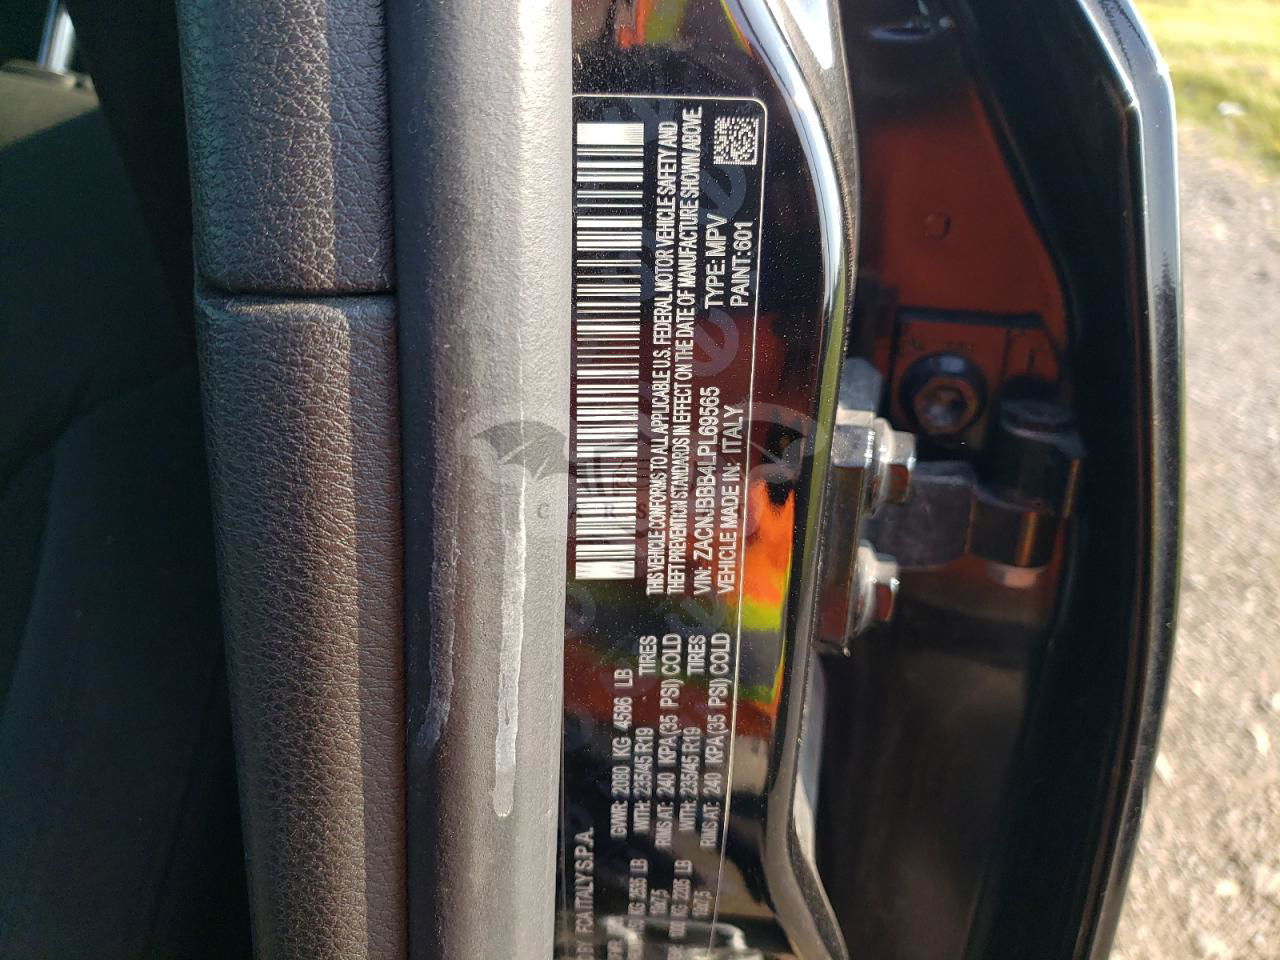 BY FCA ITALY S.P.A.
GVWR: 2080 KG 4586 LB
WITH: 235/45 R19 TIRES
RIMS AT: 240 KPA (35 PSI) COLD
WITH: 235/45 R19 TIRES
RIMS AT: 240 KPA (35 PSI) COLD
THIS VEHICLE CONFORMS TO ALL APPLICABLE U.S. FEDERAL MOTOR VEHICLE SAFETY AND
THEFT PREVENTION STANDARDS IN EFFECT ON THE DATE OF MANUFACTURE SHOWN ABOVE
VIN: ZACNJBBB4LPL69565 TYPE: MPV
VEHICLE MADE IN: ITALY PAINT:601
CARS